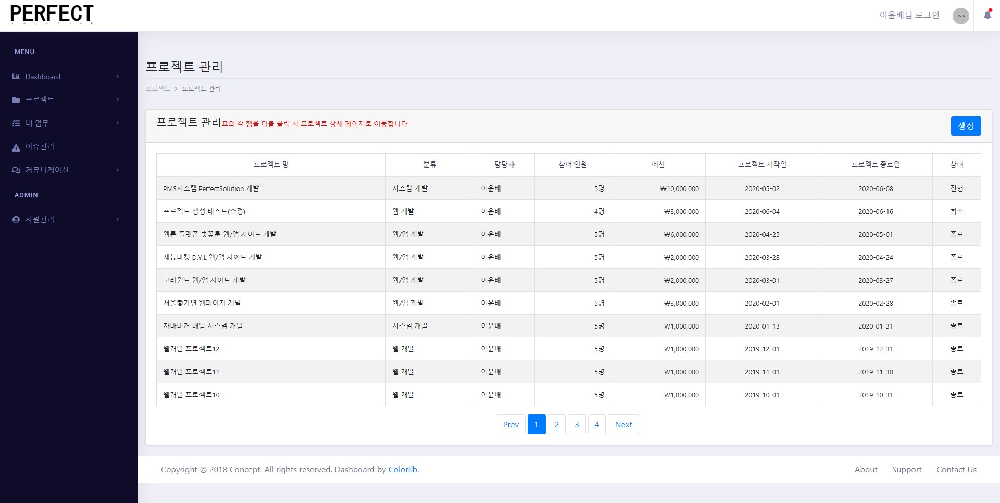 PERFECT
SOLUTION
이윤배님 로그인
MENU
Dashboard
프로젝트
내 업무
이슈관리
커뮤니케이션
ADMIN
사원관리
프로젝트 관리
프로젝트 > 프로젝트 관리
프로젝트 관리표의 각 행을 더블 클릭 시 프로젝트 상세 페이지로 이동합니다
생성
프로젝트 명 분류 담당자 참여 인원 예산 프로젝트 시작일 프로젝트 종료일 상태
PMS시스템 PerfectSolution 개발 시스템 개발 이윤배 5명 ₩10,000,000 2020-05-02 2020-06-08 진행
프로젝트 생성 테스트(수정) 웹 개발 이윤배 4명 ₩3,000,000 2020-06-04 2020-06-16 취소
웹툰 플랫폼 벗꽃툰 웹/앱 사이트 개발 웹/앱 개발 이윤배 5명 ₩6,000,000 2020-04-25 2020-05-01 종료
재능마켓 D.Y.L 웹/앱 사이트 개발 웹/앱 개발 이윤배 5명 ₩2,000,000 2020-03-28 2020-04-24 종료
고래월드 웹/앱 사이트 개발 웹/앱 개발 이윤배 5명 ₩2,000,000 2020-03-01 2020-03-27 종료
서울愛가면 웹페이지 개발 웹/앱 개발 이윤배 5명 ₩3,000,000 2020-02-01 2020-02-28 종료
자바버거 배달 시스템 개발 시스템 개발 이윤배 5명 ₩1,000,000 2020-01-13 2020-01-31 종료
웹개발 프로젝트12 웹 개발 이윤배 5명 ₩1,000,000 2019-12-01 2019-12-31 종료
웹개발 프로젝트11 웹 개발 이윤배 5명 ₩1,000,000 2019-11-01 2019-11-30 종료
웹개발 프로젝트10 웹 개발 이윤배 5명 ₩1,000,000 2019-10-01 2019-10-31 종료
Prev 1 2 3 4 Next
Copyright © 2018 Concept. All rights reserved. Dashboard by Colorlib.
About Support Contact Us